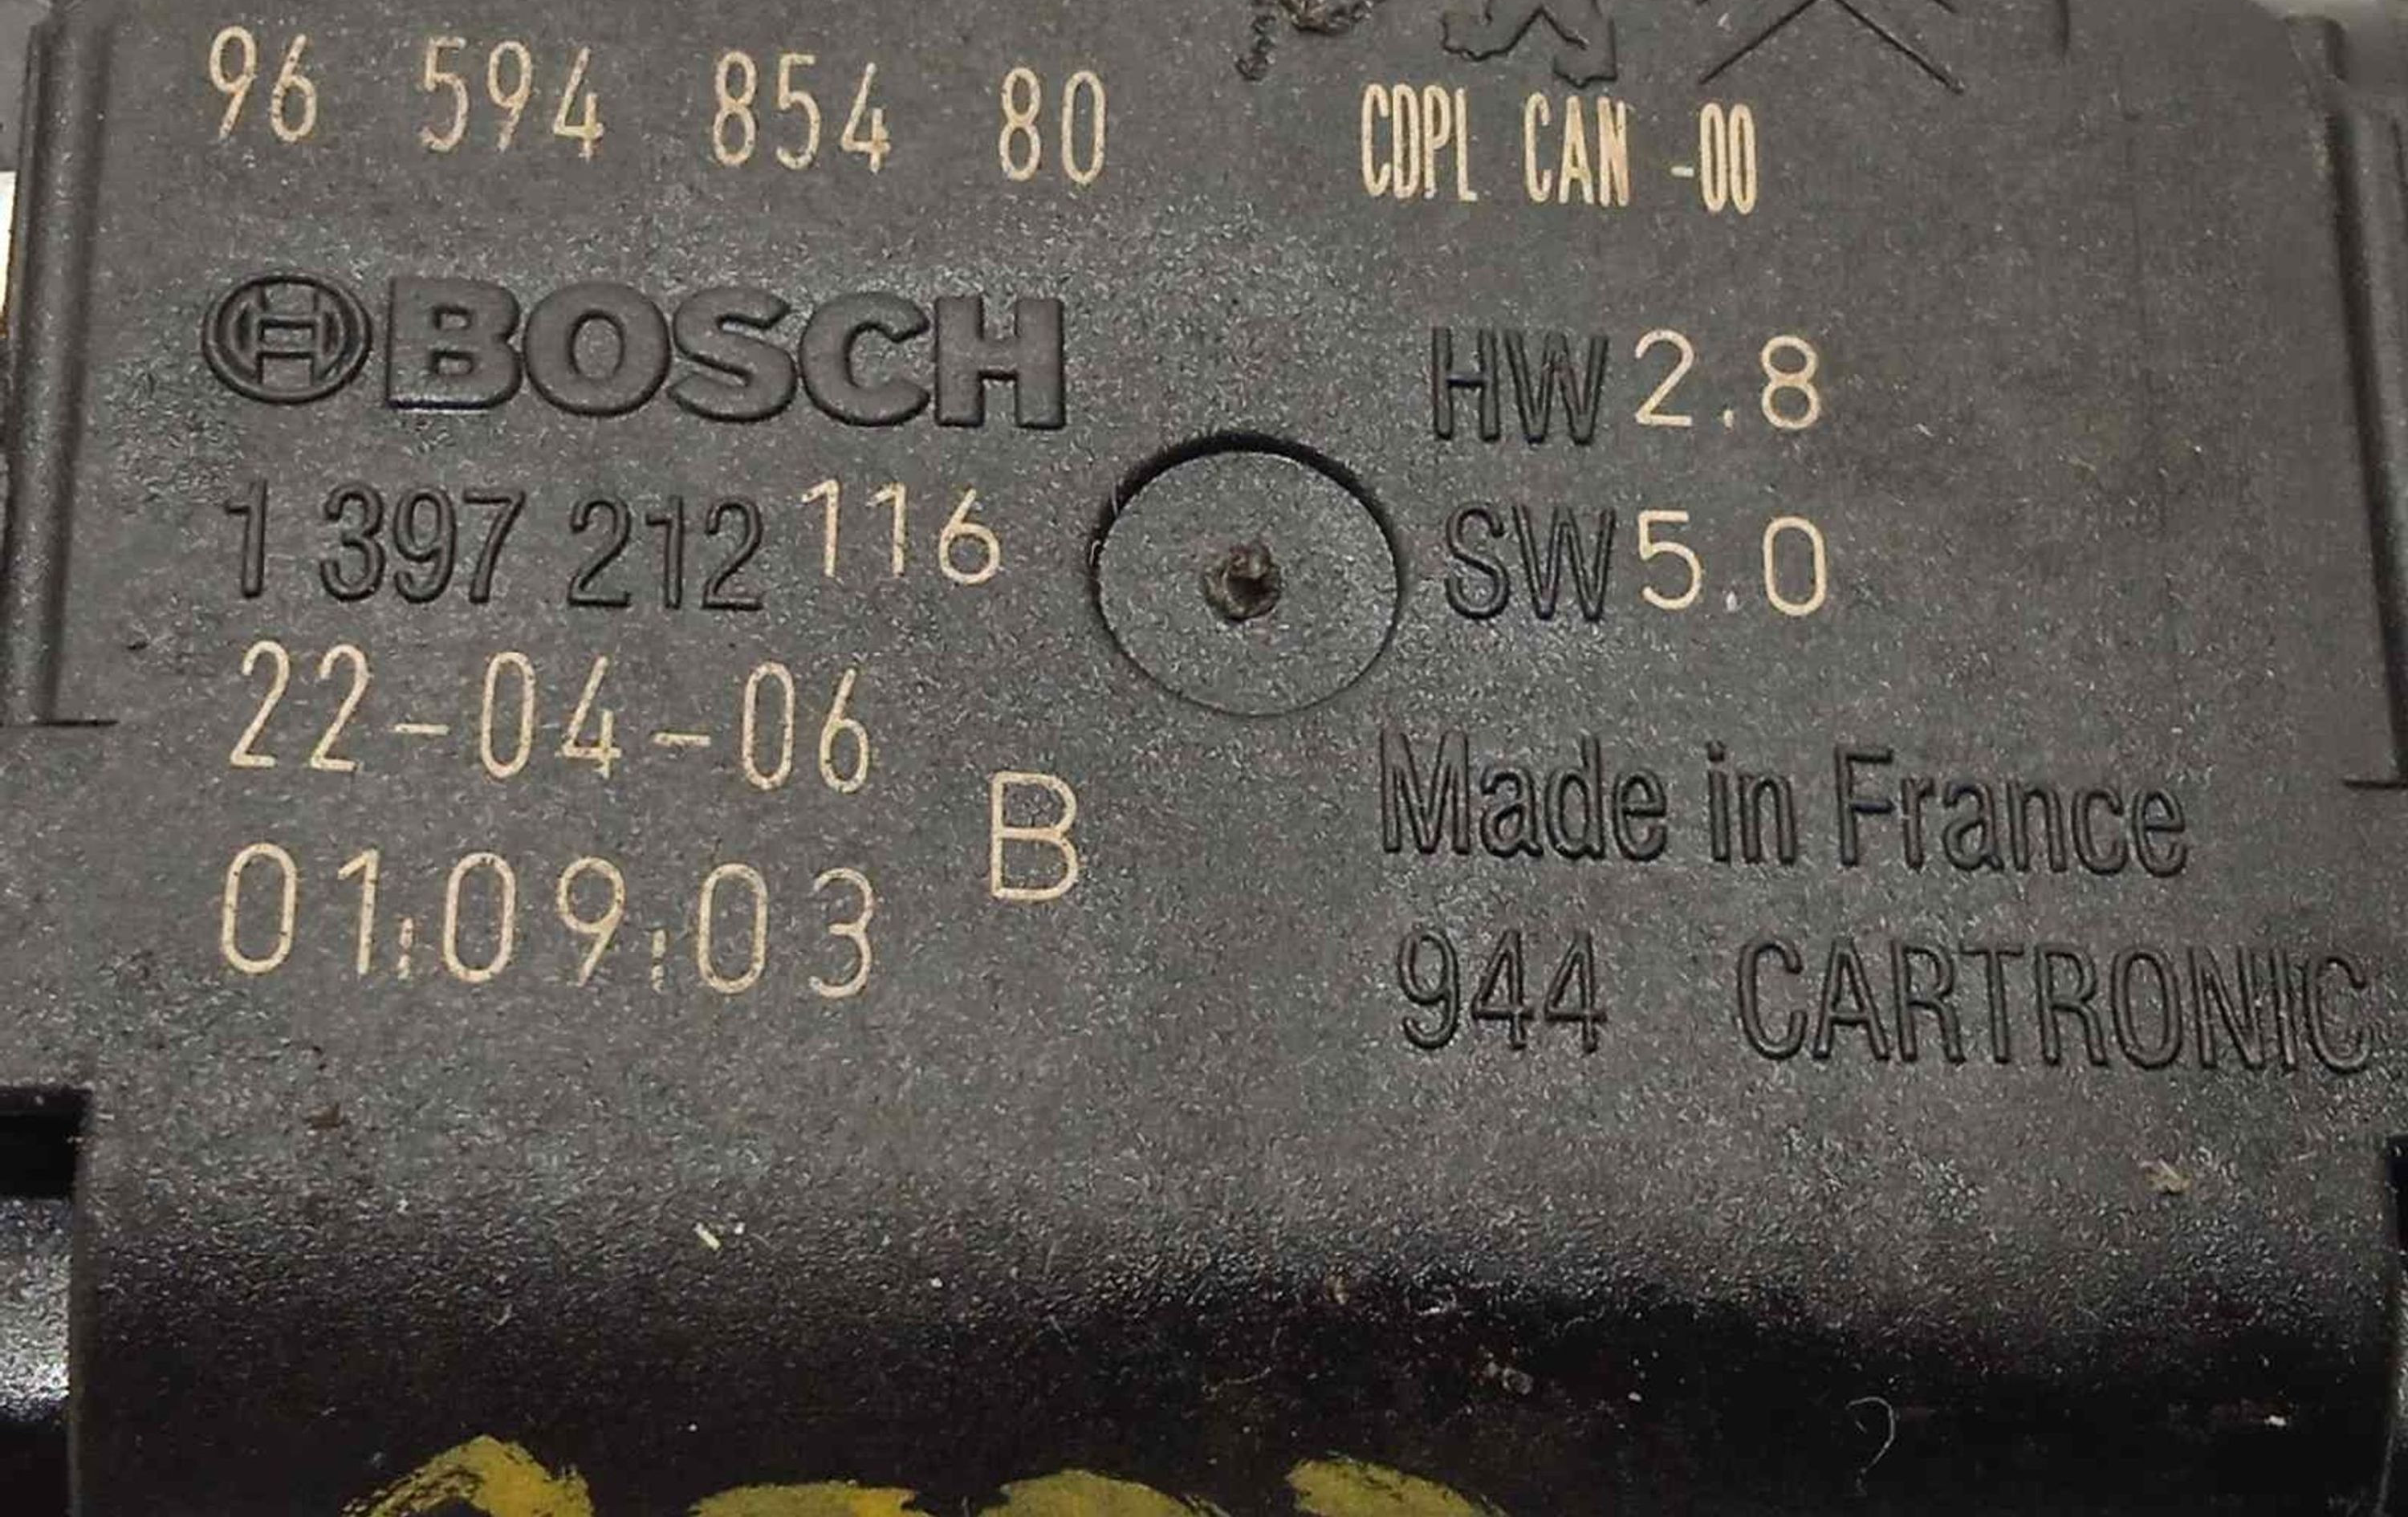 96 594 854 80
CDPL CAN -00
BOSCH
HW 2.8
1 397 212 116
SW 5.0
22-04-06
B
Made in France
01:09:03
944 CARTRONIC